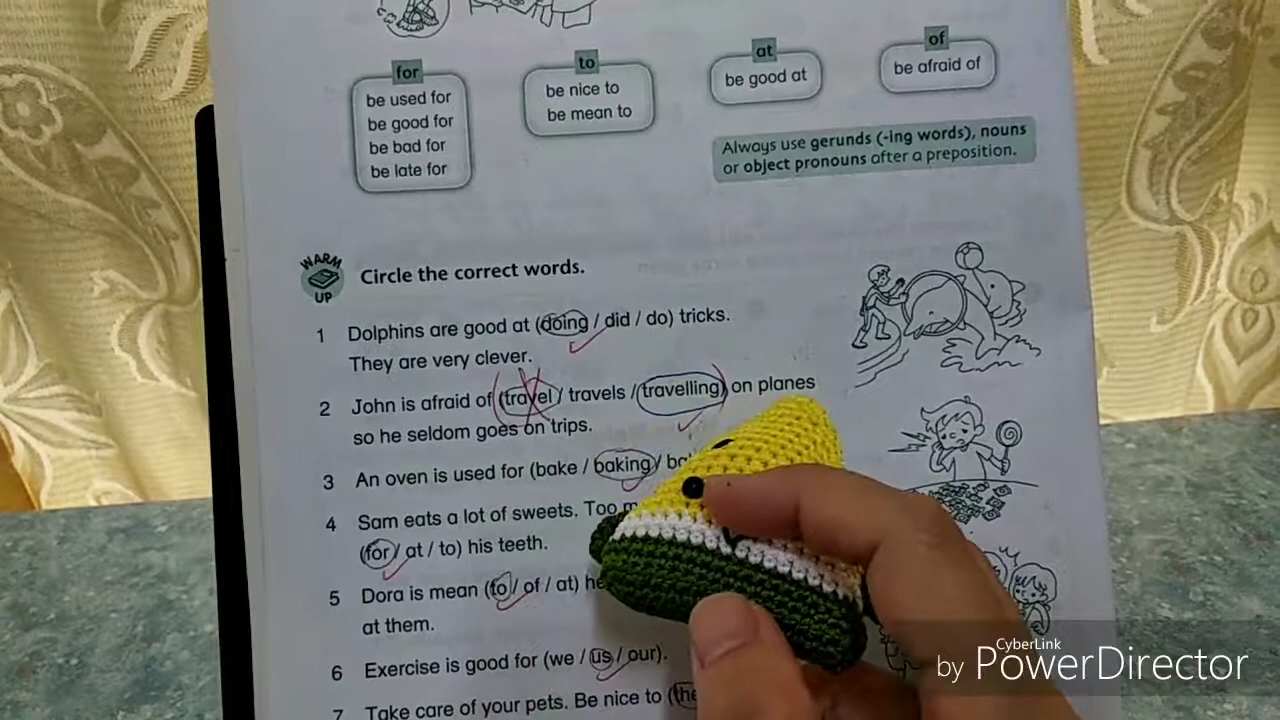 for
be used for
be good for
be bad for
be late for
to
be nice to
be mean to
at
be good at
of
be afraid of
Always use gerunds (-ing words), nouns
or object pronouns after a preposition.
WARM UP
Circle the correct words.
1 Dolphins are good at (doing / did / do) tricks.
They are very clever.
2 John is afraid of (travel / travels / travelling) on planes
so he seldom goes on trips.
3 An oven is used for (bake / baking /
4 Sam eats a lot of sweets. Too
(for / at / to) his teeth.
5 Dora is mean (to / of / at)
at them.
6 Exercise is good for (we / us / our).
7 Take care of your pets. Be nice to
CyberLink
by PowerDirector